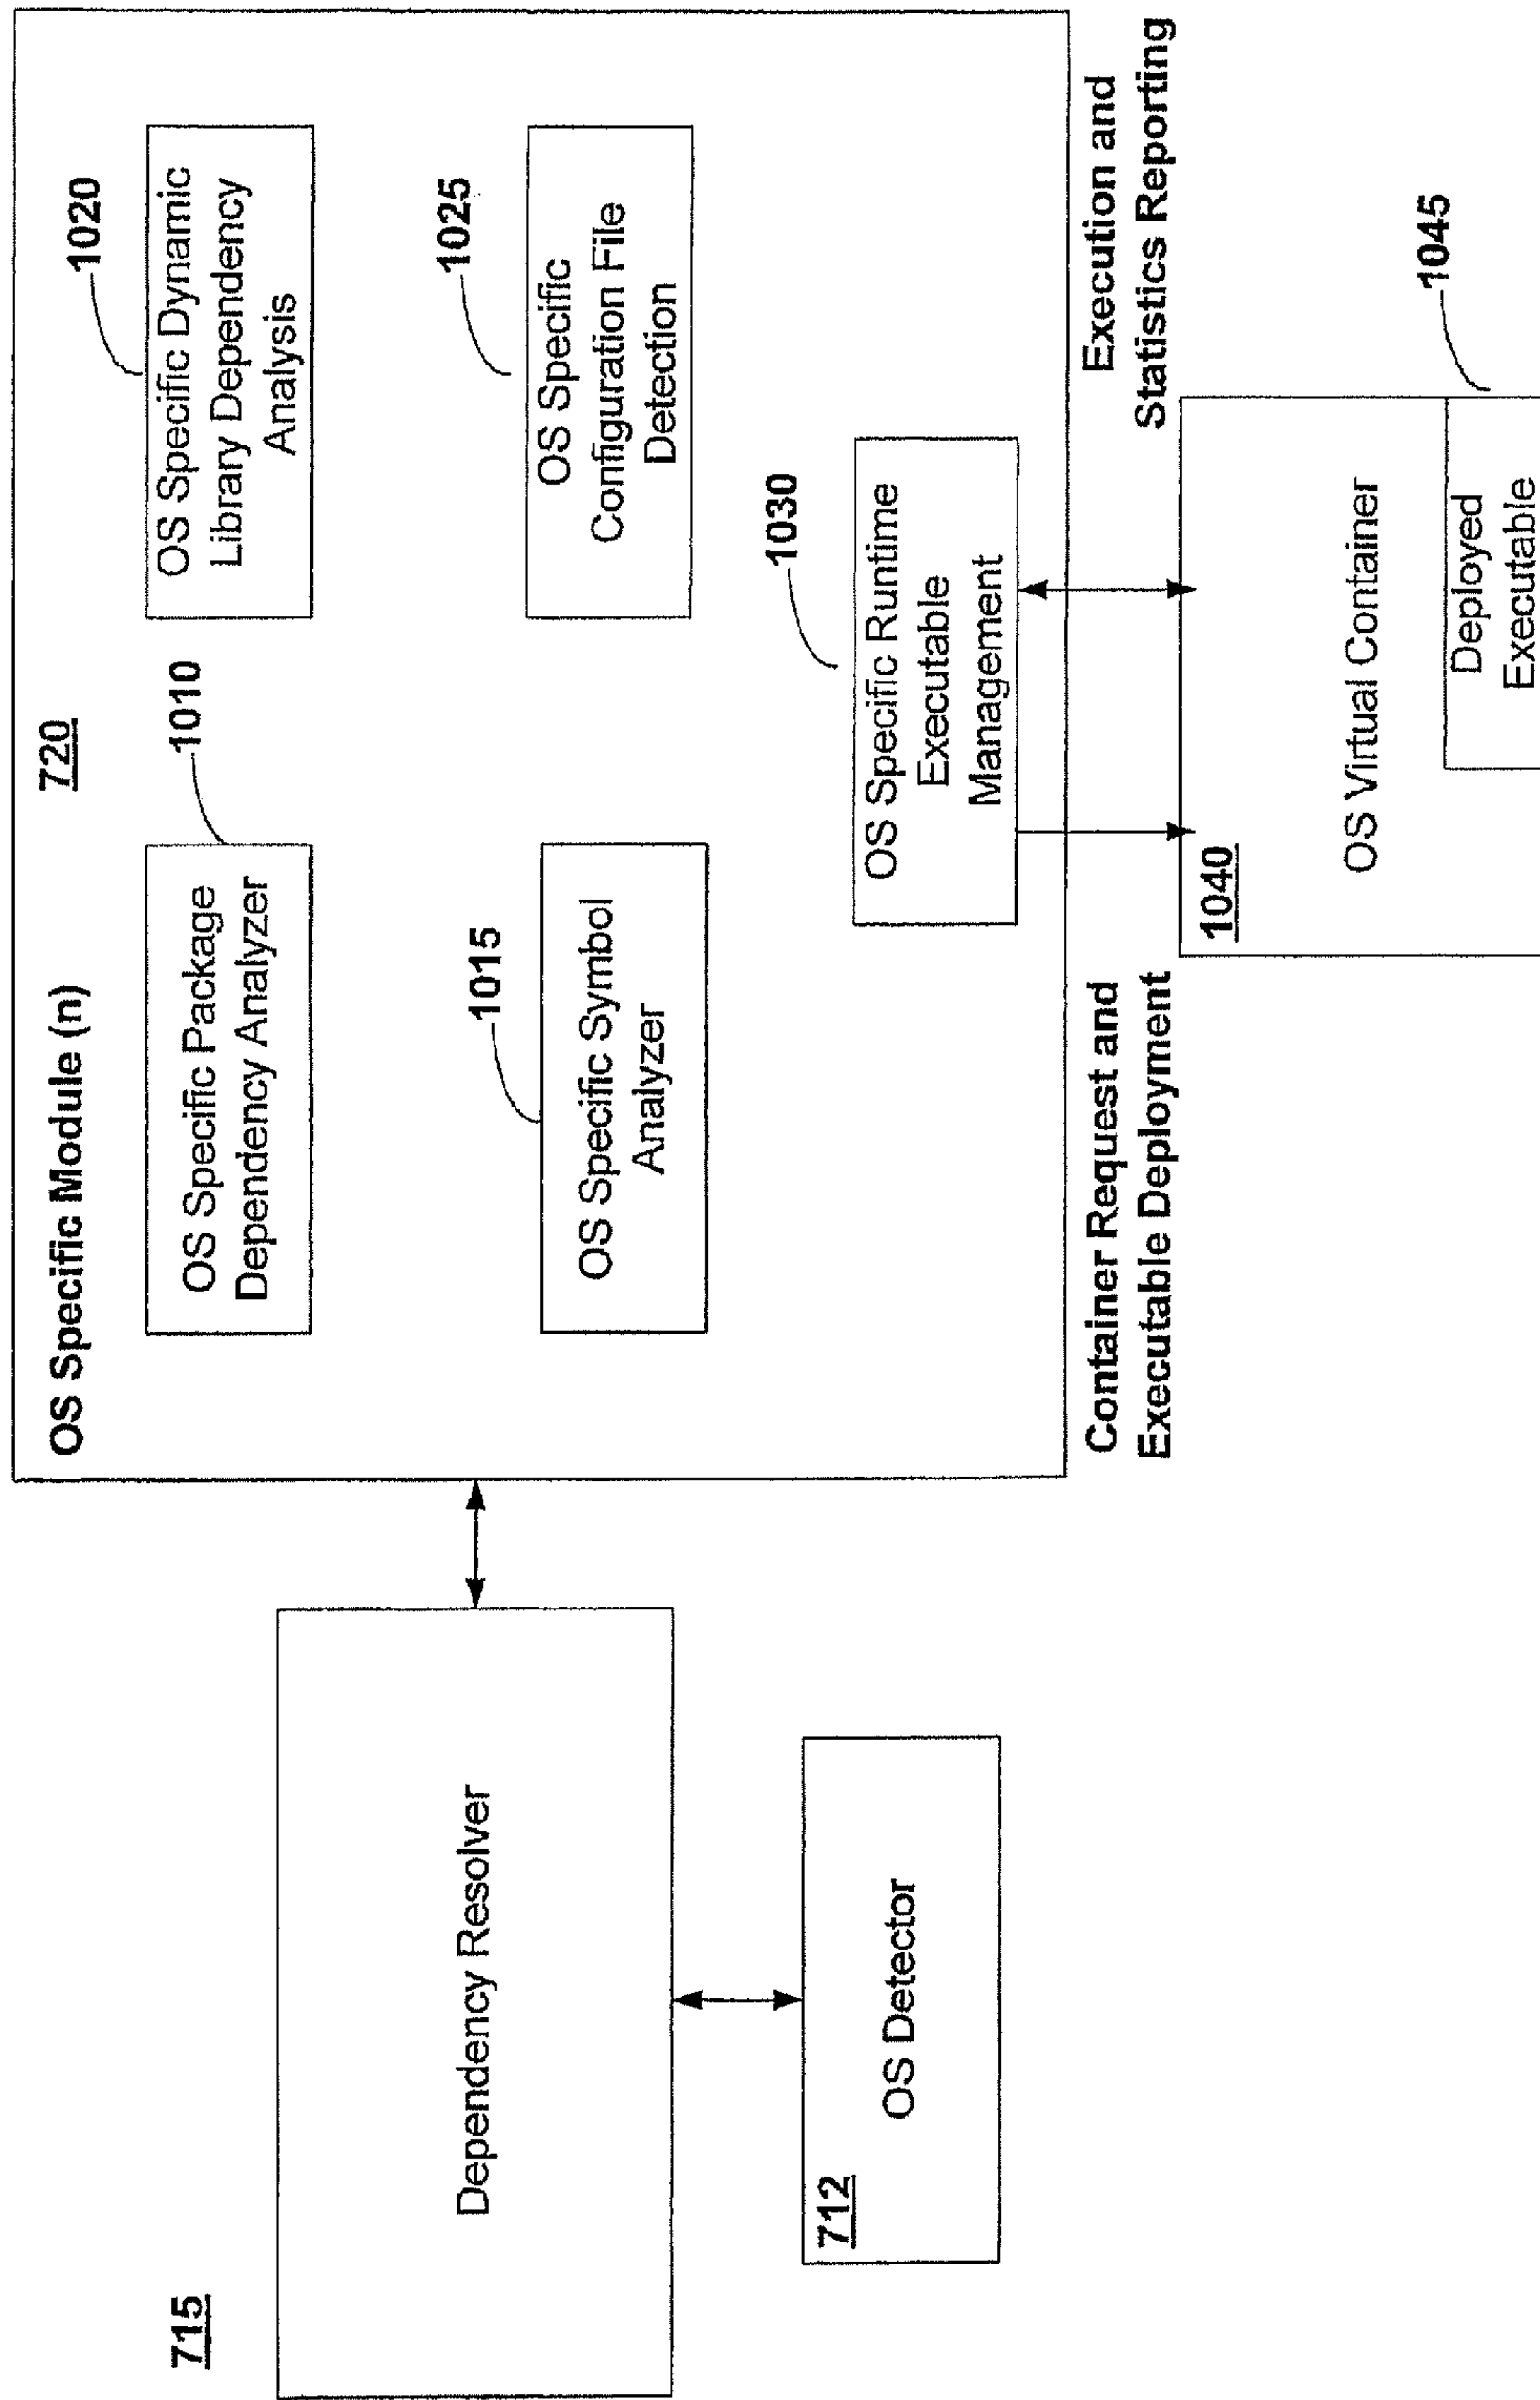 715
Dependency Resolver
712
OS Detector
OS Specific Module (n)
720
OS Specific Package
Dependency Analyzer
1010
OS Specific Dynamic
Library Dependency
Analysis
1020
OS Specific Symbol
Analyzer
1015
OS Specific
Configuration File
Detection
1025
OS Specific Runtime
Executable
Management
1030
Container Request and
Executable Deployment
Execution and
Statistics Reporting
1040
OS Virtual Container
Deployed
Executable
1045